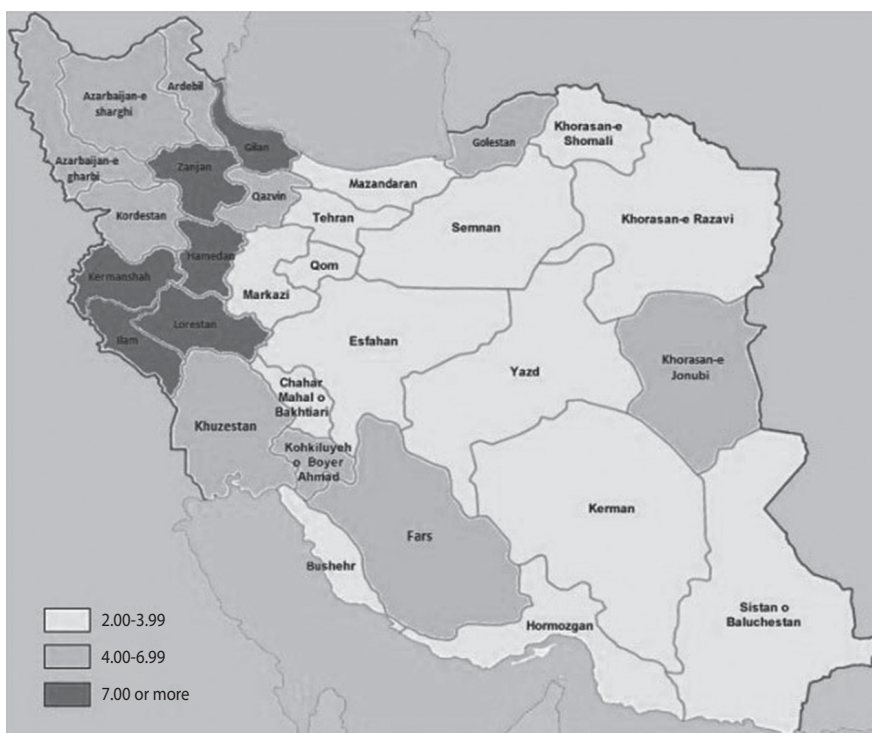 Ardebil
Azarbaijan-e
sharghi
Khorasan-e
Shomali
Golestan
Gilan
Azarbaijan-e
gharbi
Zanjan
Mazandaran
Qazvin
Kordestan
Tehran
Khorasan-e Razavi
Semnan
Hamedan
Qom
Kermanshah
Markazi
Lorestan
Ilam
Esfahan
Khorasan-e
Jonubi
Yazd
Chahar
Mahal o
Bakhtiari
Khuzestan
Kohkiluyeh
o Boyer
Ahmad
Kerman
Fars
Bushehr
Sistan o
Baluchestan
Hormozgan
2.00-3.99
4.00-6.99
7.00 or more